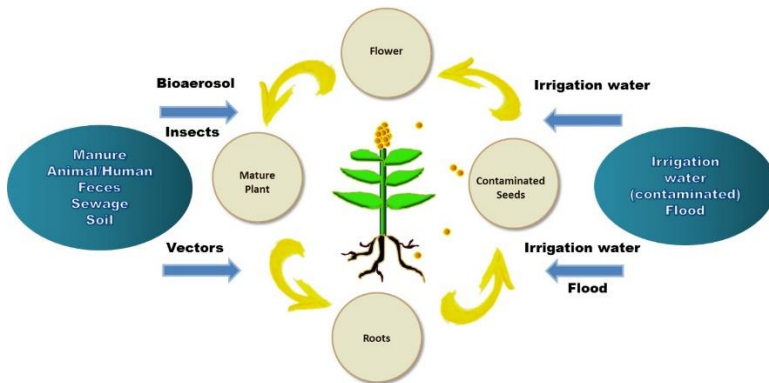 Flower
Bioaerosol
Insects
Irrigation water
Manure
Animal/Human
Feces
Sewage
Soil
Mature
Plant
Contaminated
Seeds
Irrigation
water
(contaminated)
Flood
Vectors
Irrigation water
Flood
Roots